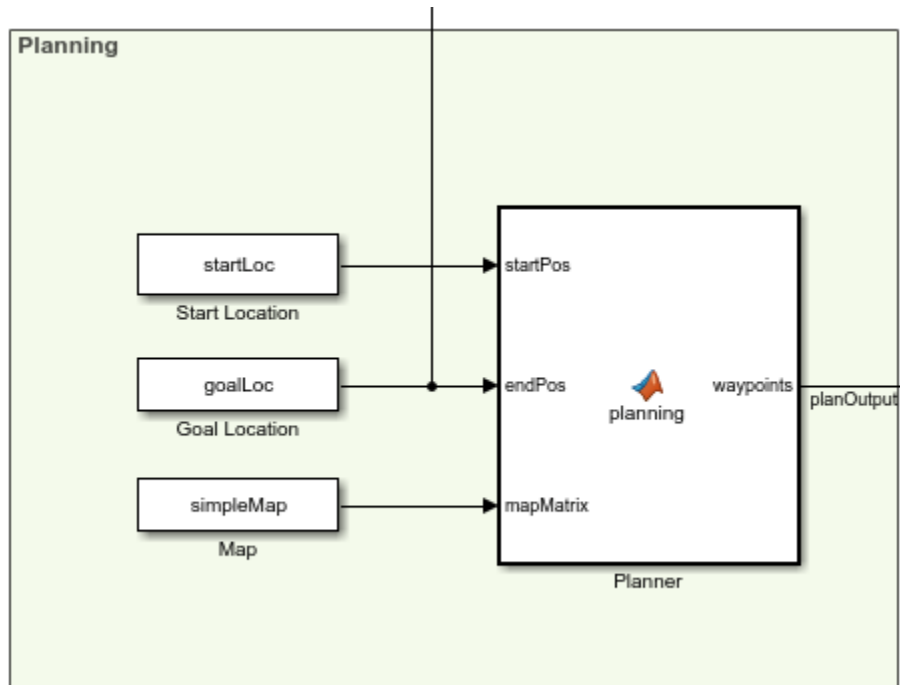 Planning
startLoc
Start Location
goalLoc
Goal Location
simpleMap
Map
startPos
endPos
mapMatrix
planning
waypoints
Planner
planOutput